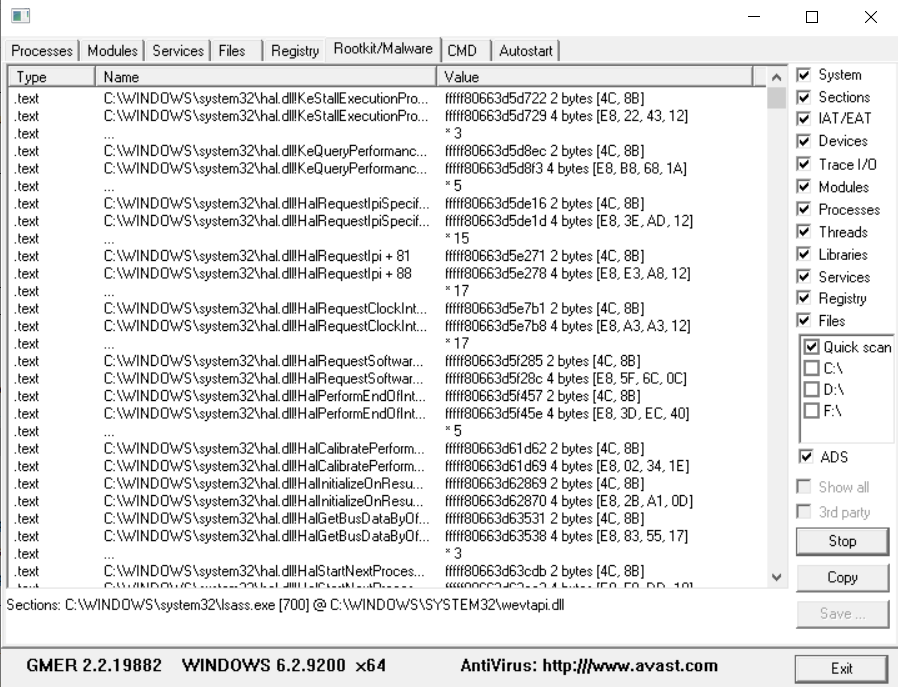 Processes Modules Services Files Registry Rootkit/Malware CMD Autostart
Type Name Value
.text C:\WINDOWS\system32\hal.dll!KeStallExecutionPro... fffff80663d5d722 2 bytes [4C, 8B]
.text C:\WINDOWS\system32\hal.dll!KeStallExecutionPro... fffff80663d5d729 4 bytes [E8, 22, 43, 12]
.text ... * 3
.text C:\WINDOWS\system32\hal.dll!KeQueryPerformanc... fffff80663d5d8ec 2 bytes [4C, 8B]
.text C:\WINDOWS\system32\hal.dll!KeQueryPerformanc... fffff80663d5d8f3 4 bytes [E8, B8, 68, 1A]
.text ... * 5
.text C:\WINDOWS\system32\hal.dll!HalRequestIpiSpecif... fffff80663d5de16 2 bytes [4C, 8B]
.text C:\WINDOWS\system32\hal.dll!HalRequestIpiSpecif... fffff80663d5de1d 4 bytes [E8, 3E, AD, 12]
.text ... * 15
.text C:\WINDOWS\system32\hal.dll!HalRequestIpi + 81 fffff80663d5e271 2 bytes [4C, 8B]
.text C:\WINDOWS\system32\hal.dll!HalRequestIpi + 88 fffff80663d5e278 4 bytes [E8, E3, A8, 12]
.text ... * 17
.text C:\WINDOWS\system32\hal.dll!HalRequestClockInt... fffff80663d5e7b1 2 bytes [4C, 8B]
.text C:\WINDOWS\system32\hal.dll!HalRequestClockInt... fffff80663d5e7b8 4 bytes [E8, A3, A3, 12]
.text ... * 17
.text C:\WINDOWS\system32\hal.dll!HalRequestSoftwar... fffff80663d5f285 2 bytes [4C, 8B]
.text C:\WINDOWS\system32\hal.dll!HalRequestSoftwar... fffff80663d5f28c 4 bytes [E8, 5F, 6C, 0C]
.text C:\WINDOWS\system32\hal.dll!HalPerformEndOfInt... fffff80663d5f457 2 bytes [4C, 8B]
.text C:\WINDOWS\system32\hal.dll!HalPerformEndOfInt... fffff80663d5f45e 4 bytes [E8, 3D, EC, 40]
.text ... * 5
.text C:\WINDOWS\system32\hal.dll!HalCalibratePerform... fffff80663d61d62 2 bytes [4C, 8B]
.text C:\WINDOWS\system32\hal.dll!HalCalibratePerform... fffff80663d61d69 4 bytes [E8, 02, 34, 1E]
.text C:\WINDOWS\system32\hal.dll!HalInitializeOnResu... fffff80663d62869 2 bytes [4C, 8B]
.text C:\WINDOWS\system32\hal.dll!HalInitializeOnResu... fffff80663d62870 4 bytes [E8, 2B, A1, 0D]
.text C:\WINDOWS\system32\hal.dll!HalGetBusDataByOf... fffff80663d63531 2 bytes [4C, 8B]
.text C:\WINDOWS\system32\hal.dll!HalGetBusDataByOf... fffff80663d63538 4 bytes [E8, 83, 55, 17]
.text ... * 3
.text C:\WINDOWS\system32\hal.dll!HalStartNextProces... fffff80663d63cdb 2 bytes [4C, 8B]
System
Sections
IAT/EAT
Devices
Trace I/O
Modules
Processes
Threads
Libraries
Services
Registry
Files
Quick scan
C:\
D:\
F:\
ADS
Show all
3rd party
Stop
Copy
Save ...
Sections: C:\WINDOWS\system32\lsass.exe [700] @ C:\WINDOWS\SYSTEM32\wevtapi.dll
GMER 2.2.19882 WINDOWS 6.2.9200 x64 AntiVirus: http:///www.avast.com
Exit